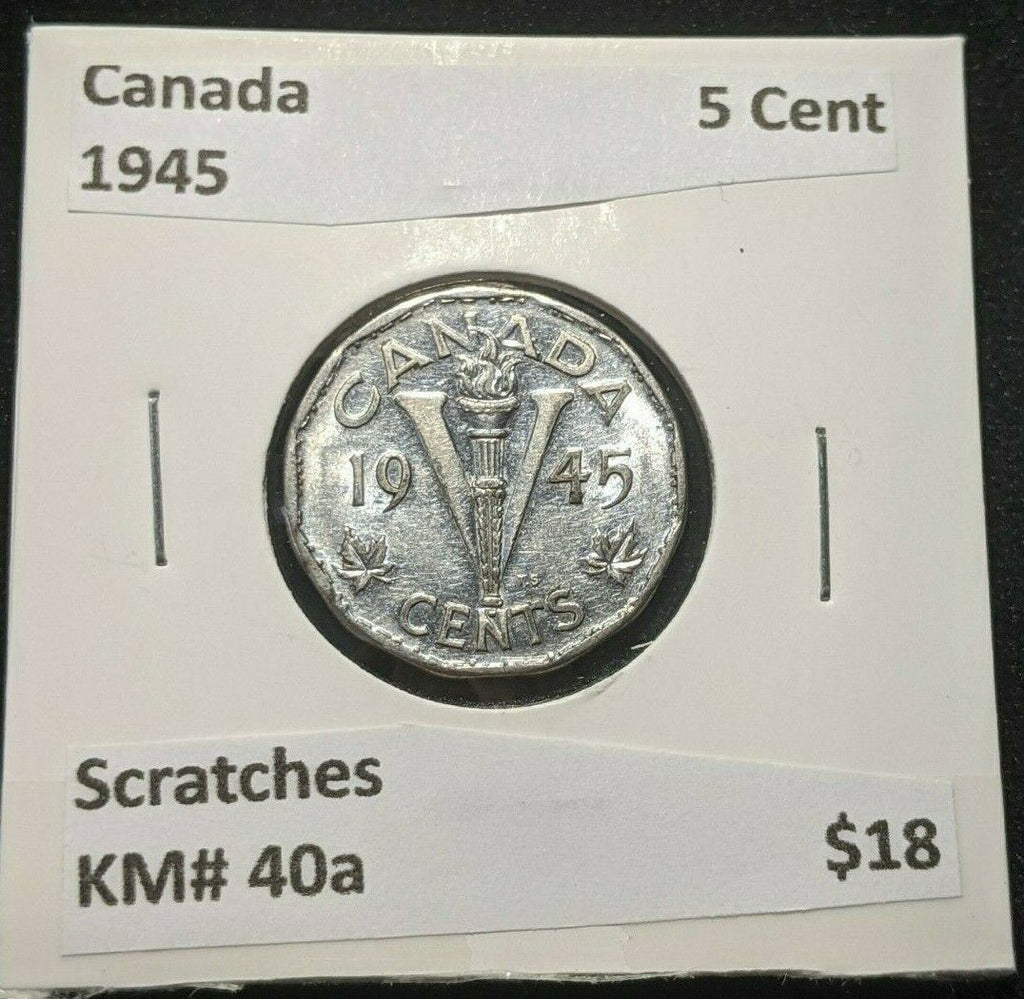 Canada
5 Cent
1945
CANADA
V
19 45
T.S
CENTS
Scratches
KM# 40a
$18